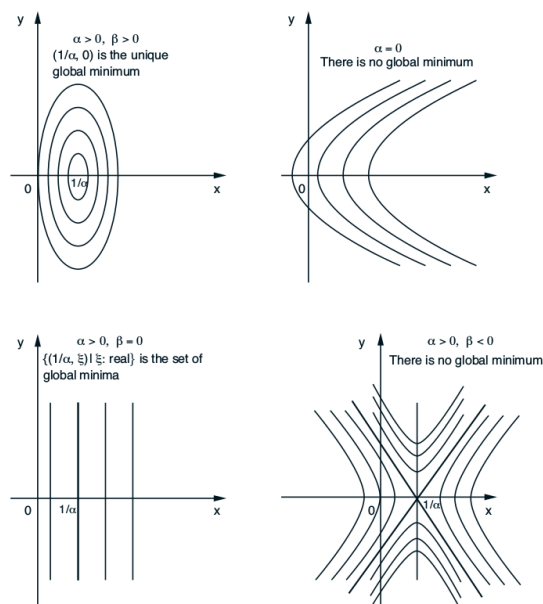 y
α > 0, β > 0
(1/α, 0) is the unique
global minimum
0
1/α
x
y
α = 0
There is no global minimum
0
x
y
α > 0, β = 0
{(1/α, ξ) | ξ: real} is the set of
global minima
0
1/α
x
y
α > 0, β < 0
There is no global minimum
0
1/α
x